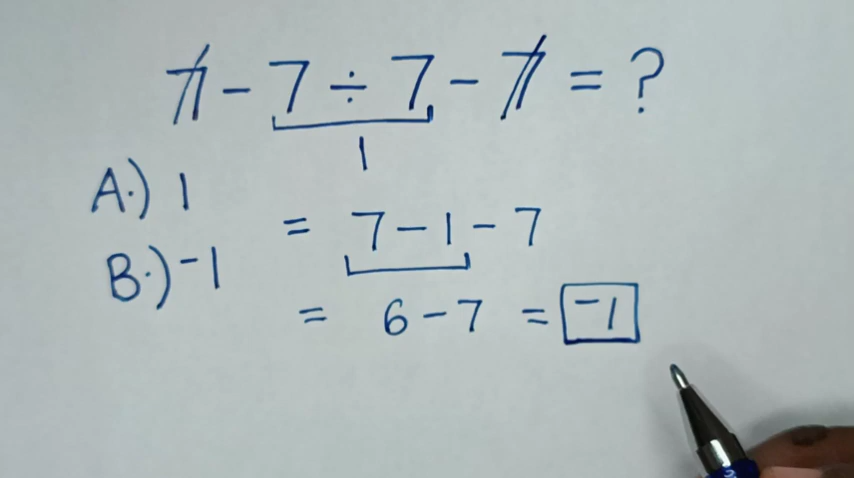 7 - 7 ÷ 7 - 7 = ?
1
A.) 1
= 7 - 1 - 7
B.) -1
= 6 - 7 = -1